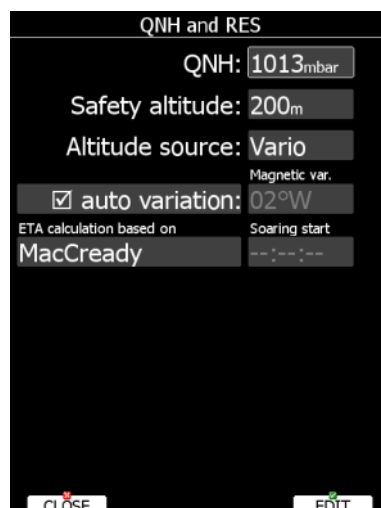 QNH and RES
QNH: 1013mbar
Safety altitude: 200m
Altitude source: Vario
Magnetic var.
☑ auto variation: 02°W
ETA calculation based on Soaring start
MacCready --:--:--
CLOSE EDIT